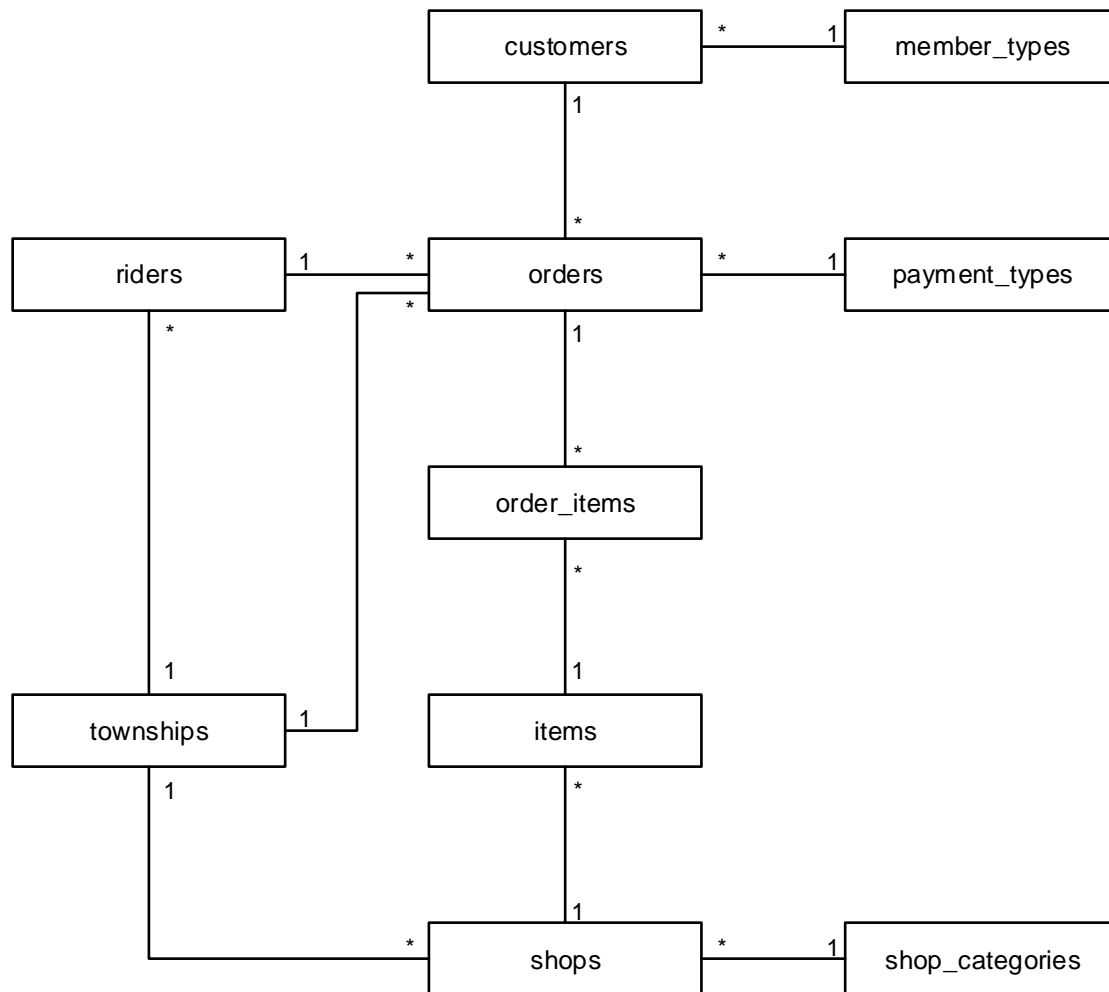 customers
* 1
member_types
1
*
riders
1 *
orders
* 1
payment_types
*
*
1
*
order_items
*
1
1
townships
1
items
1
*
1
*
shops
* 1
shop_categories